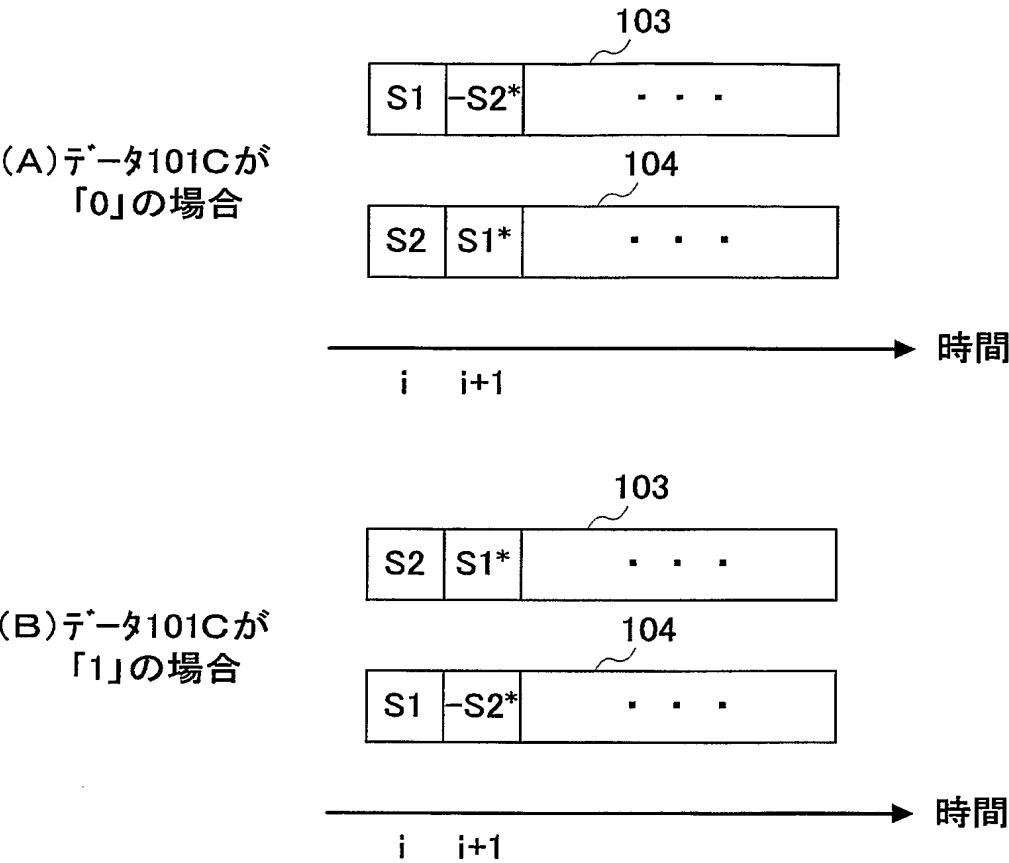 103
S1 -S2* ・・・
(A)ﾃﾞｰﾀ101Cが
「0」の場合
104
S2 S1* ・・・
時間
i i+1
103
S2 S1* ・・・
(B)ﾃﾞｰﾀ101Cが
「1」の場合
104
S1 -S2* ・・・
時間
i i+1